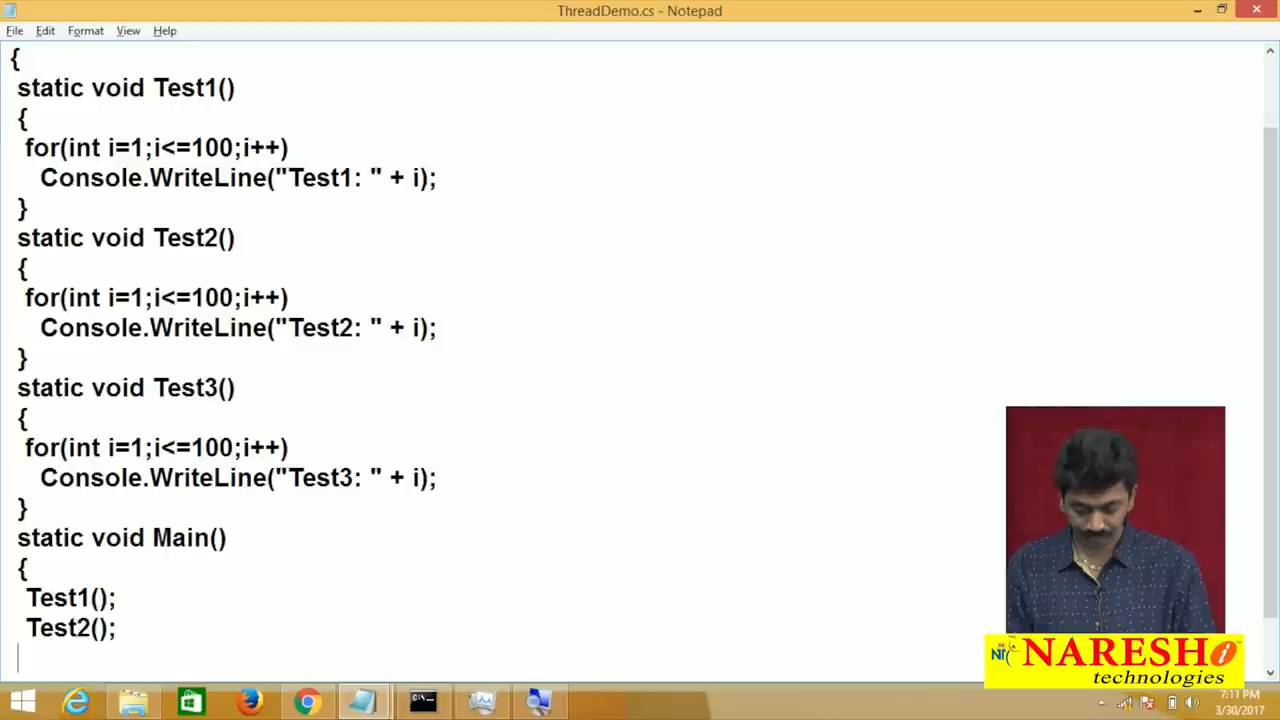 ThreadDemo.cs - Notepad
File Edit Format View Help
{
static void Test1()
{
for(int i=1;i<=100;i++)
Console.WriteLine("Test1: " + i);
}
static void Test2()
{
for(int i=1;i<=100;i++)
Console.WriteLine("Test2: " + i);
}
static void Test3()
{
for(int i=1;i<=100;i++)
Console.WriteLine("Test3: " + i);
}
static void Main()
{
Test1();
Test2();
NARESH i
technologies
7:11 PM
3/30/2017